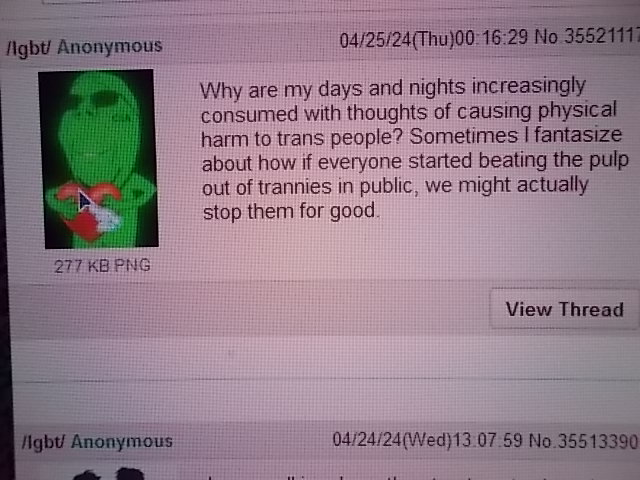 /lgbt/ Anonymous 04/25/24(Thu)00:16:29 No.35521117
Why are my days and nights increasingly
consumed with thoughts of causing physical
harm to trans people? Sometimes I fantasize
about how if everyone started beating the pulp
out of trannies in public, we might actually
stop them for good.
277 KB PNG
View Thread
/lgbt/ Anonymous 04/24/24(Wed)13:07:59 No.35513390